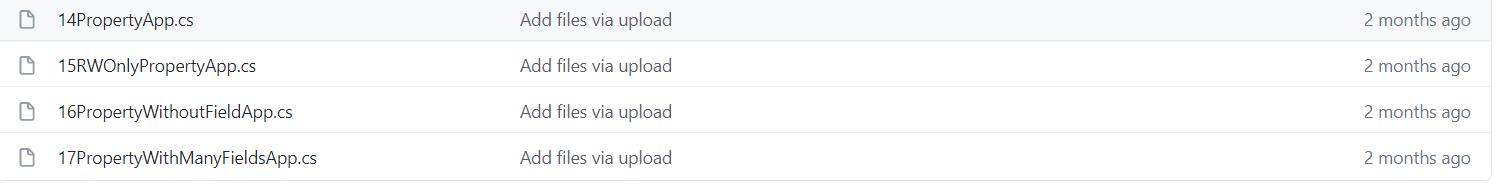 14PropertyApp.cs Add files via upload 2 months ago
15RWOnlyPropertyApp.cs Add files via upload 2 months ago
16PropertyWithoutFieldApp.cs Add files via upload 2 months ago
17PropertyWithManyFieldsApp.cs Add files via upload 2 months ago